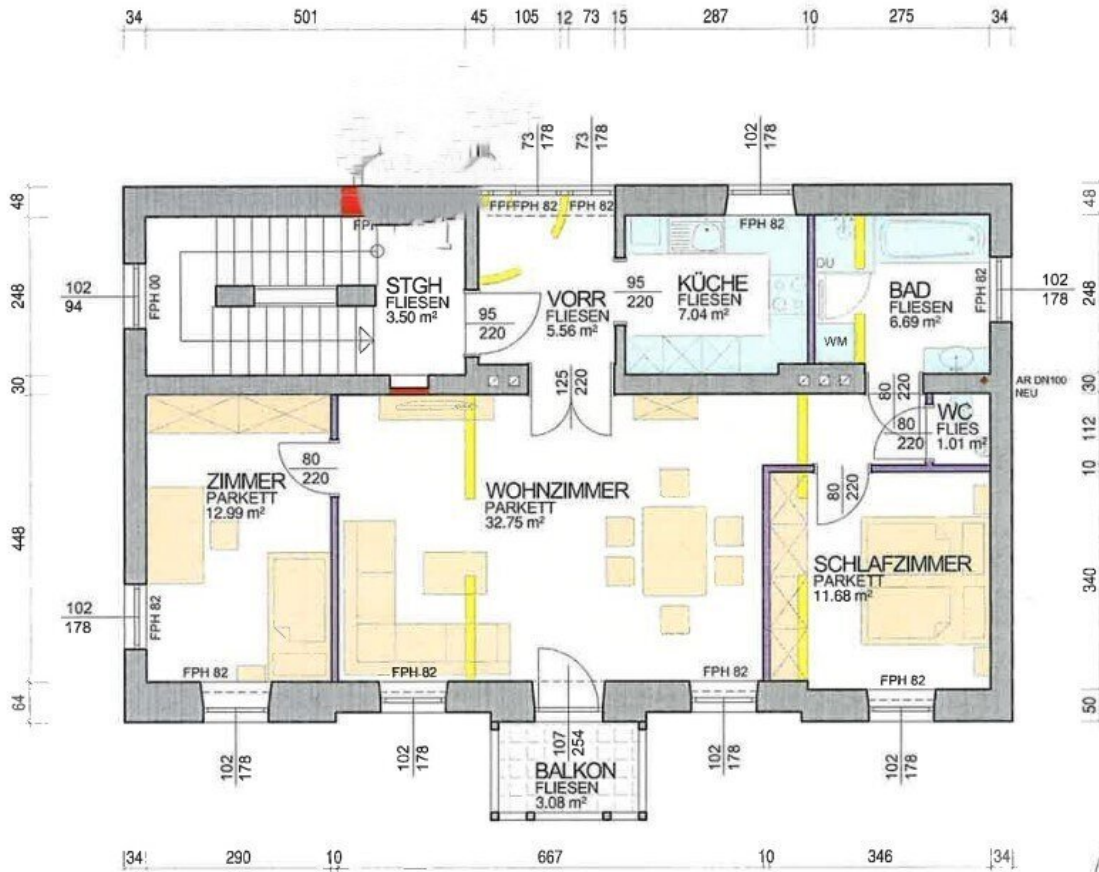 34 501 45 105 12 73 15 287 10 275 34
73
178
73
178
102
178
48
48
FPH 82
FPH 82
FPH 82
102
94
FPH 00
248
STGH
FLIESEN
3.50 m²
95
220
VORR
FLIESEN
5.56 m²
95
220
KÜCHE
FLIESEN
7.04 m²
DU
WM
BAD
FLIESEN
6.69 m²
FPH 82
102
178
248
30
30
125
220
80
220
AR DN100
NEU
80
220
WC
FLIES
1.01 m²
112
10
448
ZIMMER
PARKETT
12.99 m²
80
220
WOHNZIMMER
PARKETT
32.75 m²
80
220
SCHLAFZIMMER
PARKETT
11.68 m²
340
102
178
FPH 82
FPH 82
FPH 82
FPH 82
FPH 82
64
50
102
178
102
178
107
254
102
178
102
178
BALKON
FLIESEN
3.08 m²
34 290 10 667 10 346 34